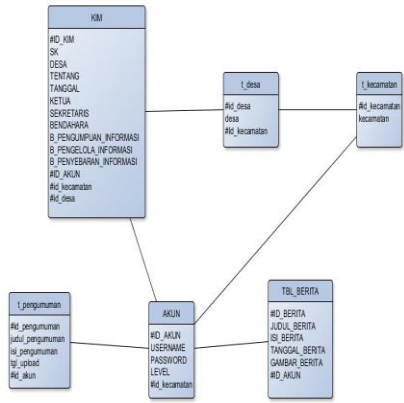 KIM
#ID_KIM
SK
DESA
TENTANG
TANGGAL
KETUA
SEKRETARIS
BENDAHARA
B_PENGUMPUAN_INFORMASI
B_PENGELOLA_INFORMASI
B_PENYEBARAN_INFORMASI
#ID_AKUN
#id_kecamatan
#id_desa
t_desa
#id_desa
desa
#Id_kecamatan
t_kecamatan
#id_kecamatan
kecamatan
t_pengumuman
#id_pengumuman
judul_pengumuman
isi_pengumuman
tgl_upload
#id_akun
AKUN
#ID_AKUN
USERNAME
PASSWORD
LEVEL
#id_kecamatan
TBL_BERITA
#ID_BERITA
JUDUL_BERITA
ISI_BERITA
TANGGAL_BERITA
GAMBAR_BERITA
#ID_AKUN